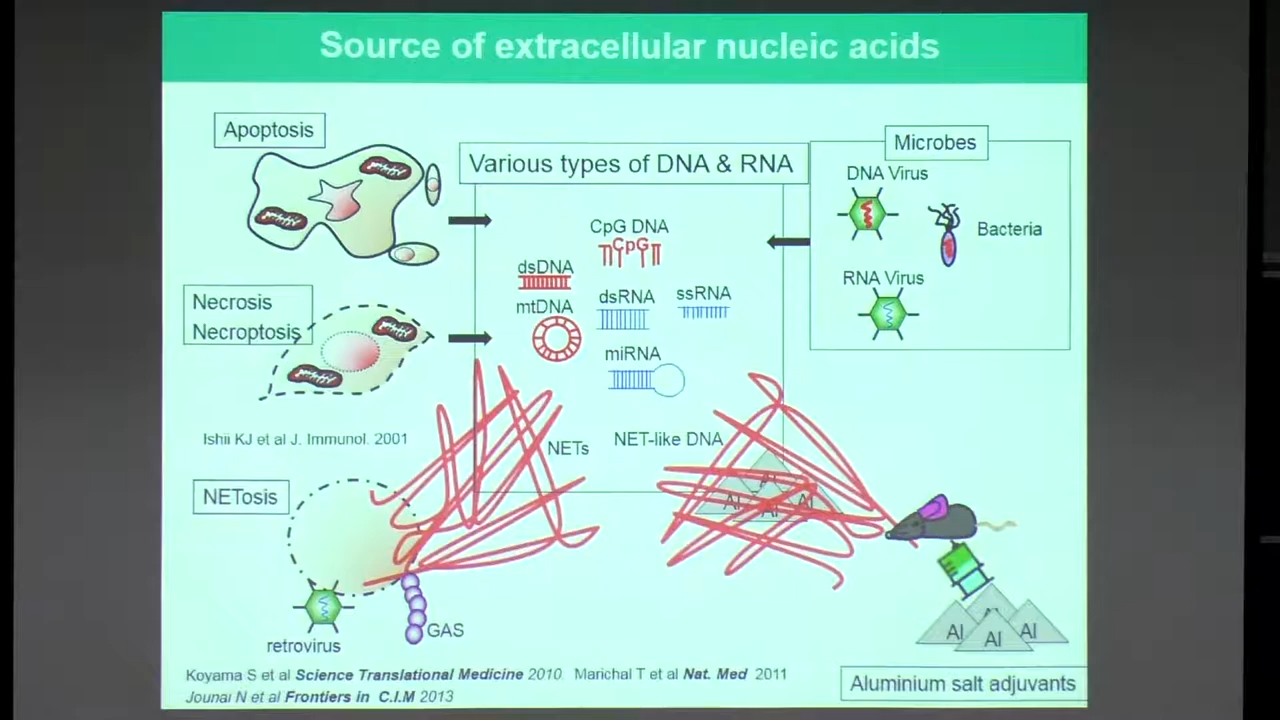 Source of extracellular nucleic acids
Apoptosis
Various types of DNA & RNA
Microbes
DNA Virus
Bacteria
RNA Virus
CpG DNA
CpG
dsDNA
mtDNA
dsRNA
ssRNA
miRNA
Necrosis
Necroptosis
Ishii KJ et al J. Immunol. 2001
NETs
NET-like DNA
NETosis
Al
Al
Al
Al
retrovirus
GAS
Al
Al
Al
Koyama S et al Science Translational Medicine 2010 Marichal T et al Nat. Med 2011
Jounai N et al Frontiers in C.I.M 2013
Aluminium salt adjuvants